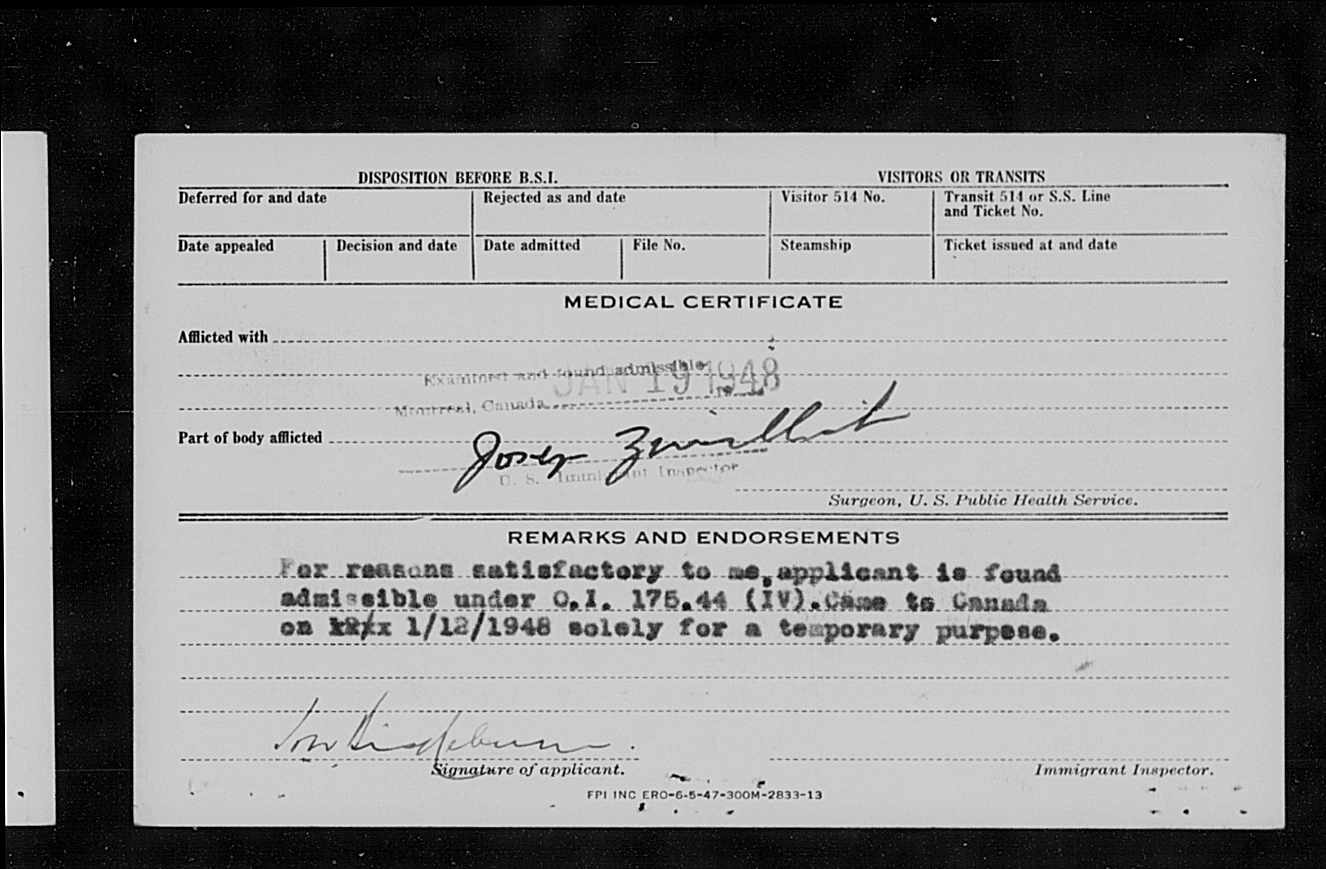 DISPOSITION BEFORE B.S.I. VISITORS OR TRANSITS
Deferred for and date Rejected as and date Visitor 514 No. Transit 514 or S.S. Line
and Ticket No.
Date appealed Decision and date Date admitted File No. Steamship Ticket issued at and date
MEDICAL CERTIFICATE
Afflicted with
Examined and found admissible
JAN 19 1948
Montreal, Canada
Part of body afflicted
U. S. Immigrant Inspector
Surgeon, U. S. Public Health Service.
REMARKS AND ENDORSEMENTS
For reasons satisfactory to me, applicant is found
admissible under O.I. 175.44 (IV). Came to Canada
on 1/12/1948 solely for a temporary purpose.
Signature of applicant. Immigrant Inspector.
FPI INC ERO-6-5-47-300M-2833-13